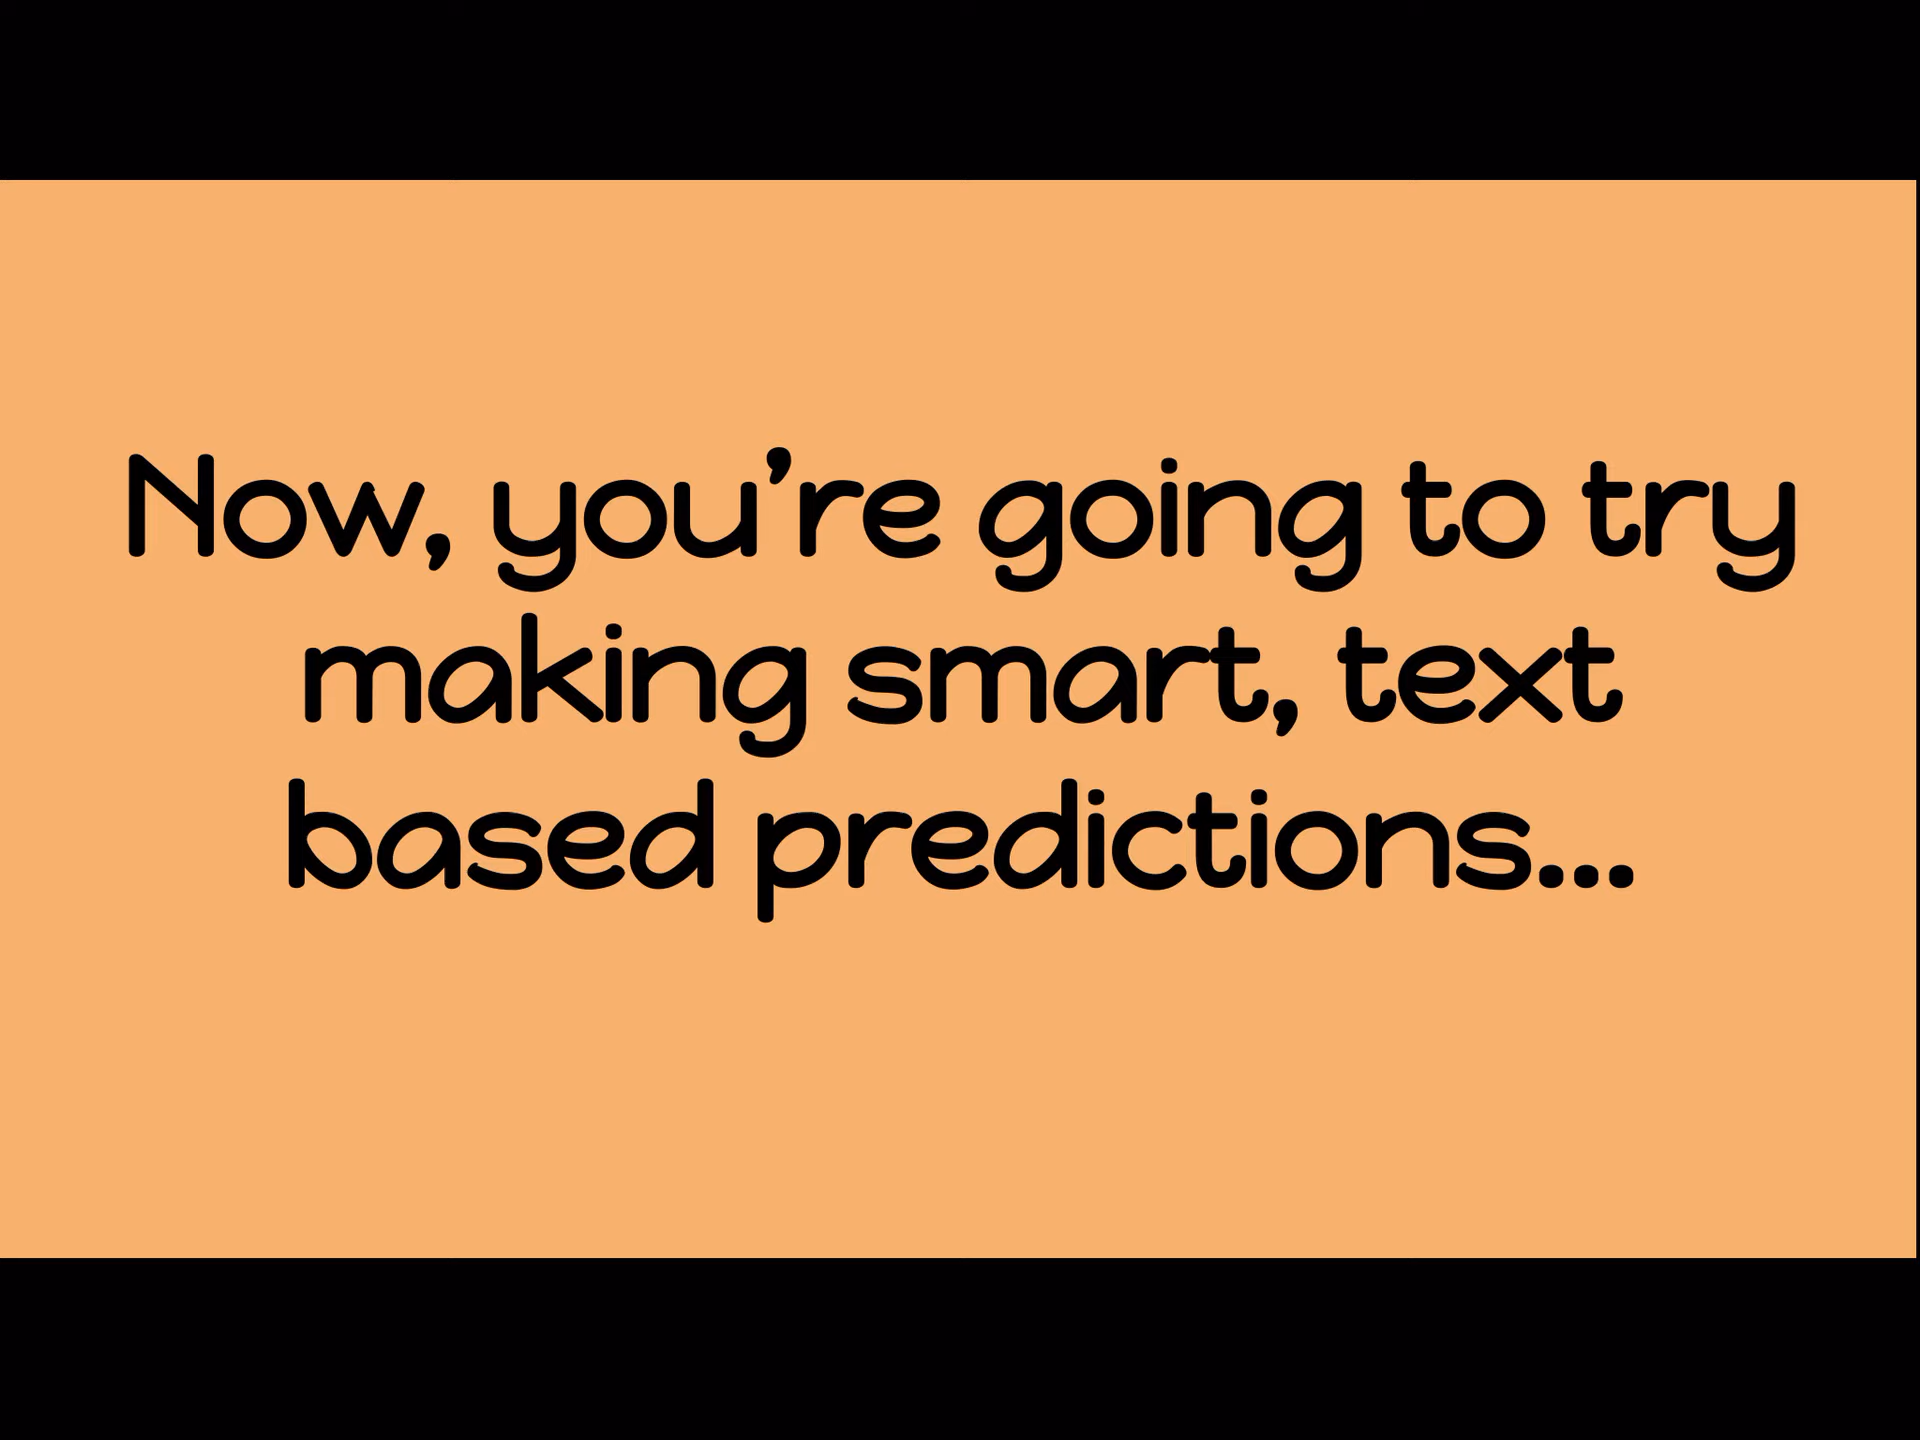 Now, you’re going to try
making smart, text
based predictions...